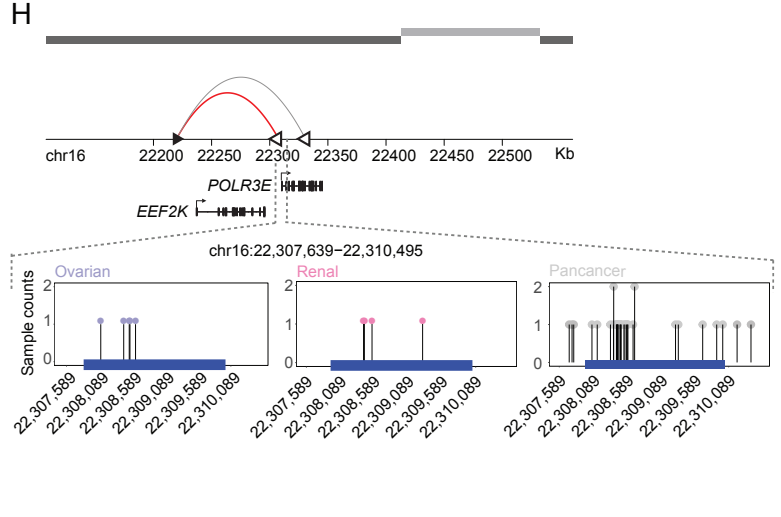 H
chr16 22200 22250 22300 22350 22400 22450 22500 Kb
POLR3E
EEF2K
chr16:22,307,639−22,310,495
Ovarian Renal Pancancer
Sample counts
2 2 2
1 1 1
0 0 0
22,307,589 22,308,089 22,308,589 22,309,089 22,309,589 22,310,089
22,307,589 22,308,089 22,308,589 22,309,089 22,309,589 22,310,089
22,307,589 22,308,089 22,308,589 22,309,089 22,309,589 22,310,089